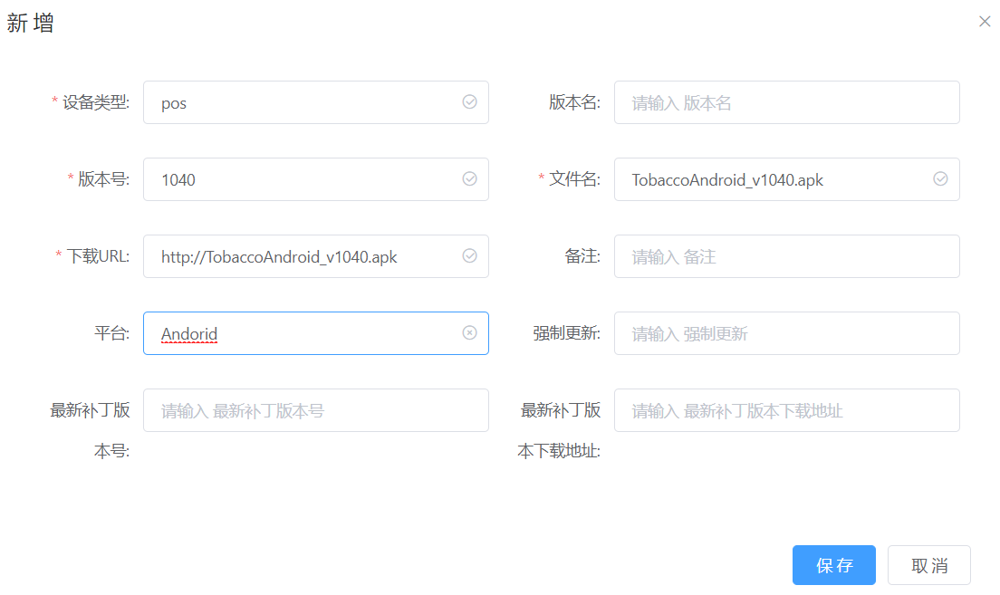 新增
* 设备类型: pos
版本名: 请输入 版本名
* 版本号: 1040
* 文件名: TobaccoAndroid_v1040.apk
* 下载URL: http://TobaccoAndroid_v1040.apk
备注: 请输入 备注
平台: Andorid
强制更新: 请输入 强制更新
最新补丁版
本号:
请输入 最新补丁版本号
最新补丁版
本下载地址:
请输入 最新补丁版本下载地址
保存
取消